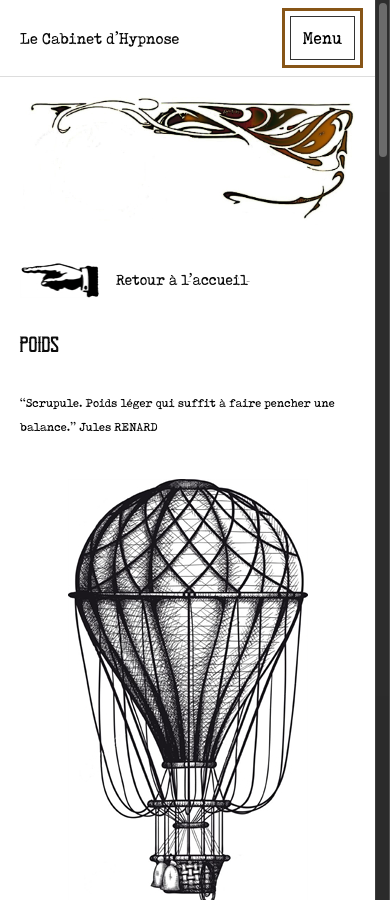 Le Cabinet d’Hypnose
Menu
Retour à l’accueil
POIDS
“Scrupule. Poids léger qui suffit à faire pencher une
balance.” Jules RENARD